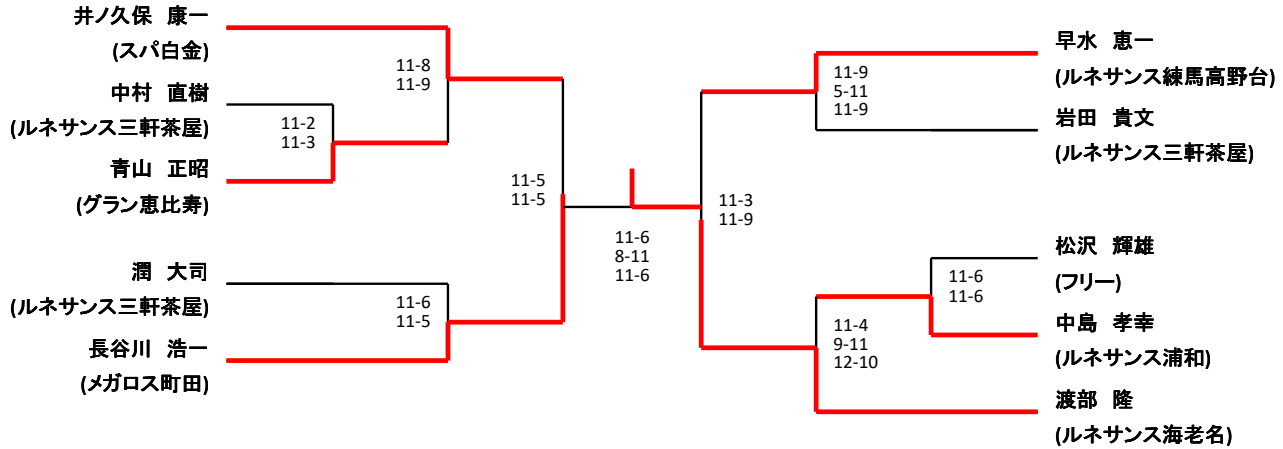 井ノ久保　康一
(スパ白金)
中村　直樹
(ルネサンス三軒茶屋)
青山　正昭
(グラン恵比寿)
潤　大司
(ルネサンス三軒茶屋)
長谷川　浩一
(メガロス町田)
11-8
11-9
11-2
11-3
11-6
11-5
11-5
11-5
11-6
8-11
11-6
11-3
11-9
11-9
5-11
11-9
11-6
11-6
11-4
9-11
12-10
早水　恵一
(ルネサンス練馬高野台)
岩田　貴文
(ルネサンス三軒茶屋)
松沢　輝雄
(フリー)
中島　孝幸
(ルネサンス浦和)
渡部　隆
(ルネサンス海老名)